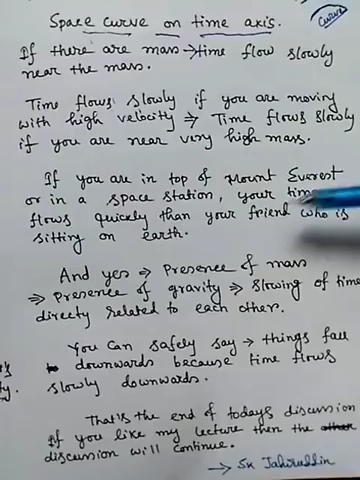 Curve
Space curve on time axis.
If there are mass → time flow slowly
near the mass.
Time flows slowly if you are moving
with high velocity ⇒ Time flows slowly
if you are near very high mass.
If you are in top of Mount Everest
or in a space station, your time
flows quickly than your friend who is
sitting on earth.
And yes ⇒ Presence of mass
⇒ Presence of gravity ⇒ slowing of time
directy related to each other.
You can safely say → things fall
downwards because time flows
slowly downwards.
That's the end of todays discussion
If you like my lecture then the
discussion will continue.
→ Sk Jahiruddin